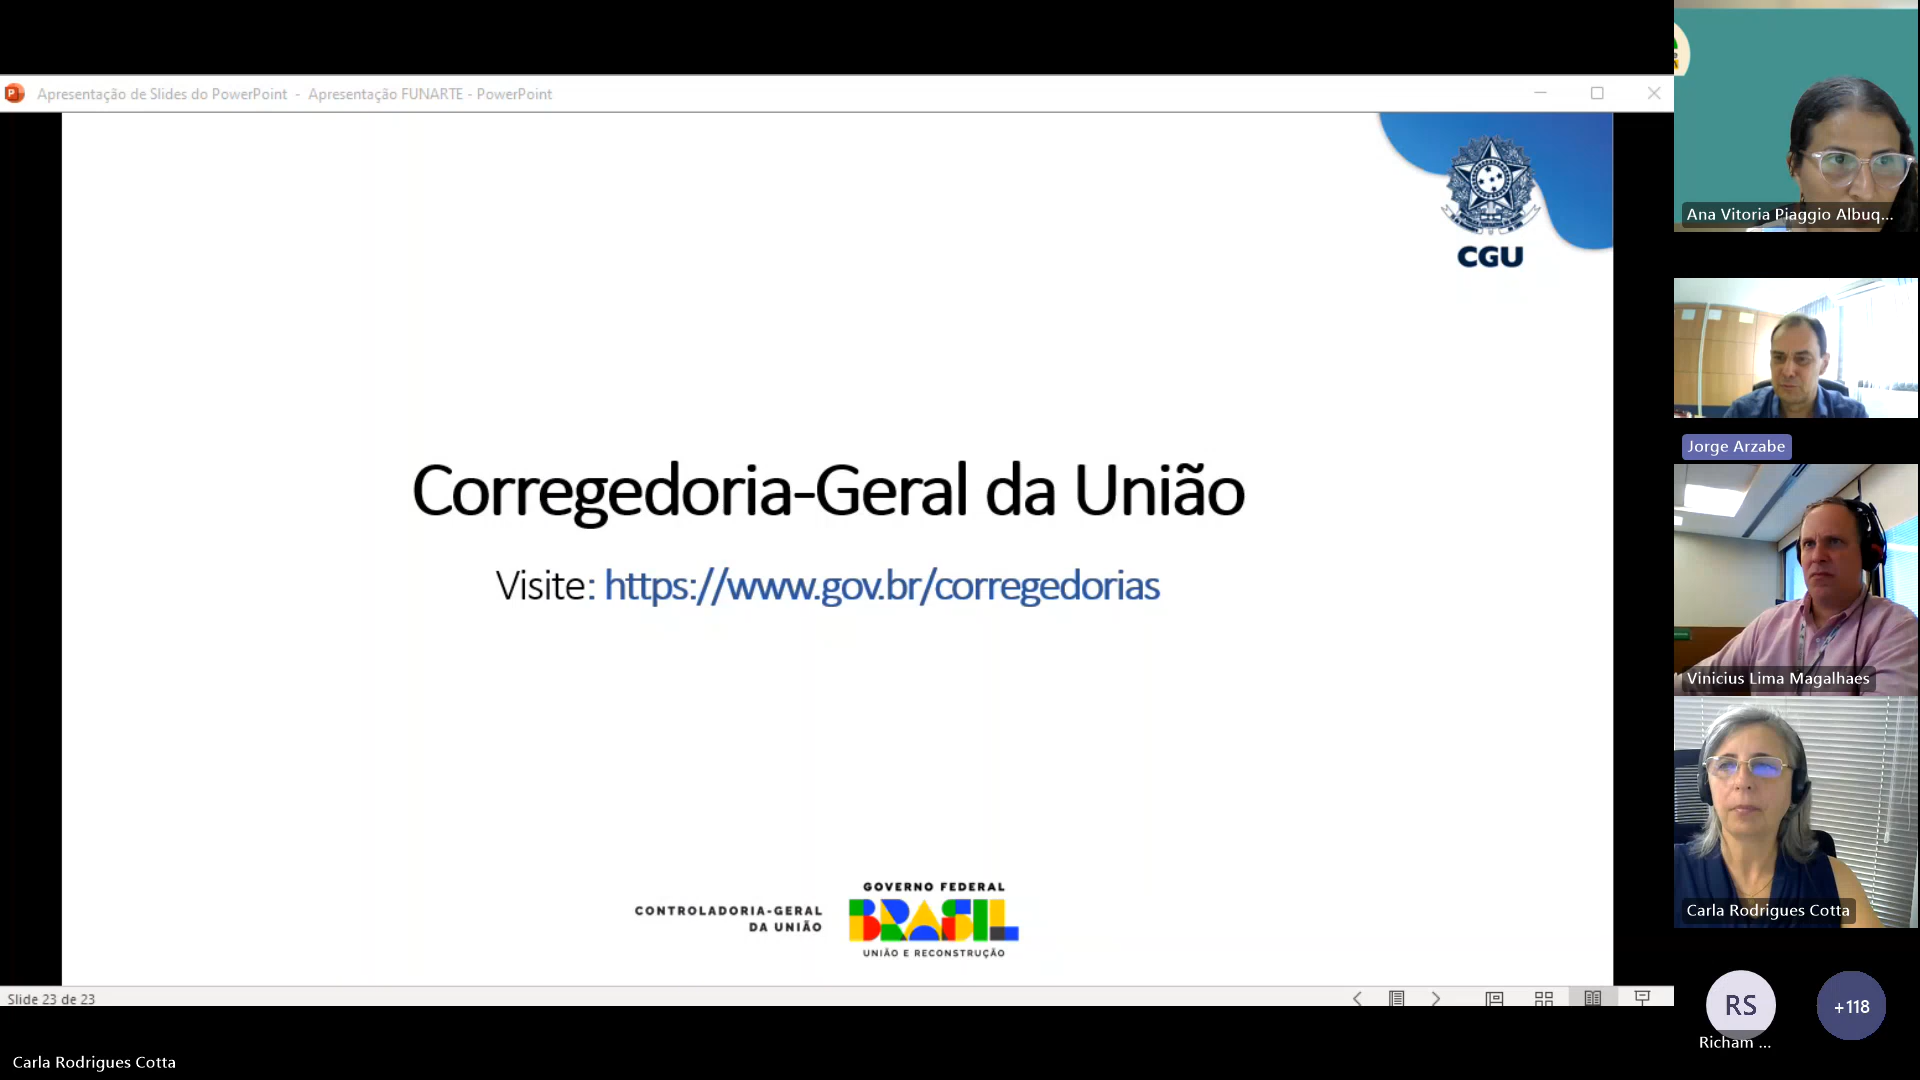 Apresentação de Slides do PowerPoint - Apresentação FUNARTE - PowerPoint
CGU
Corregedoria-Geral da União
Visite: https://www.gov.br/corregedorias
CONTROLADORIA-GERAL
DA UNIÃO
GOVERNO FEDERAL
BRASIL
UNIÃO E RECONSTRUÇÃO
Slide 23 de 23
Carla Rodrigues Cotta
Ana Vitoria Piaggio Albuq...
Jorge Arzabe
Vinicius Lima Magalhaes
Carla Rodrigues Cotta
RS
Richam ...
+118